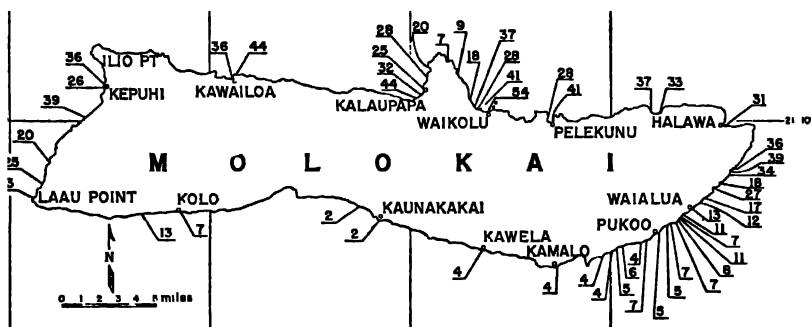 20 9 37
28 7
25 18 28
32 41
44 54
ILIO PT
36
26 KEPUHI
36 44
KAWAILOA
KALAUPAPA
WAIKOLU
28
41
PELEKUNU
37 33
HALAWA
31
21 10
39
20
MOLOKAI
36
39
34
18
27
17
12
13
11
7
8
11
7
7
LAAU POINT
KOLO
13 7
2
2 KAUNAKAKAI
WAIALUA
PUKOO
KAWELA
4
KAMALO
4
4
4
5
6
4
7
5
5
N
0 1 2 3 4 5 miles